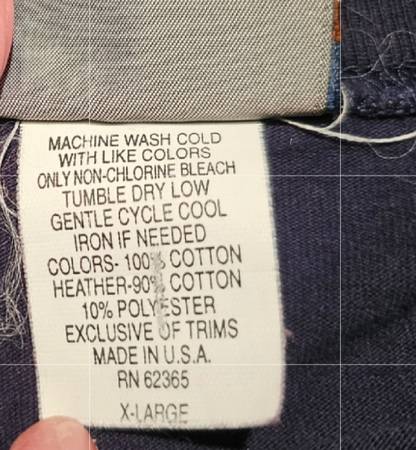 MACHINE WASH COLD
WITH LIKE COLORS
ONLY NON-CHLORINE BLEACH
TUMBLE DRY LOW
GENTLE CYCLE COOL
IRON IF NEEDED
COLORS- 100% COTTON
HEATHER-90% COTTON
10% POLYESTER
EXCLUSIVE OF TRIMS
MADE IN U.S.A.
RN 62365
X-LARGE